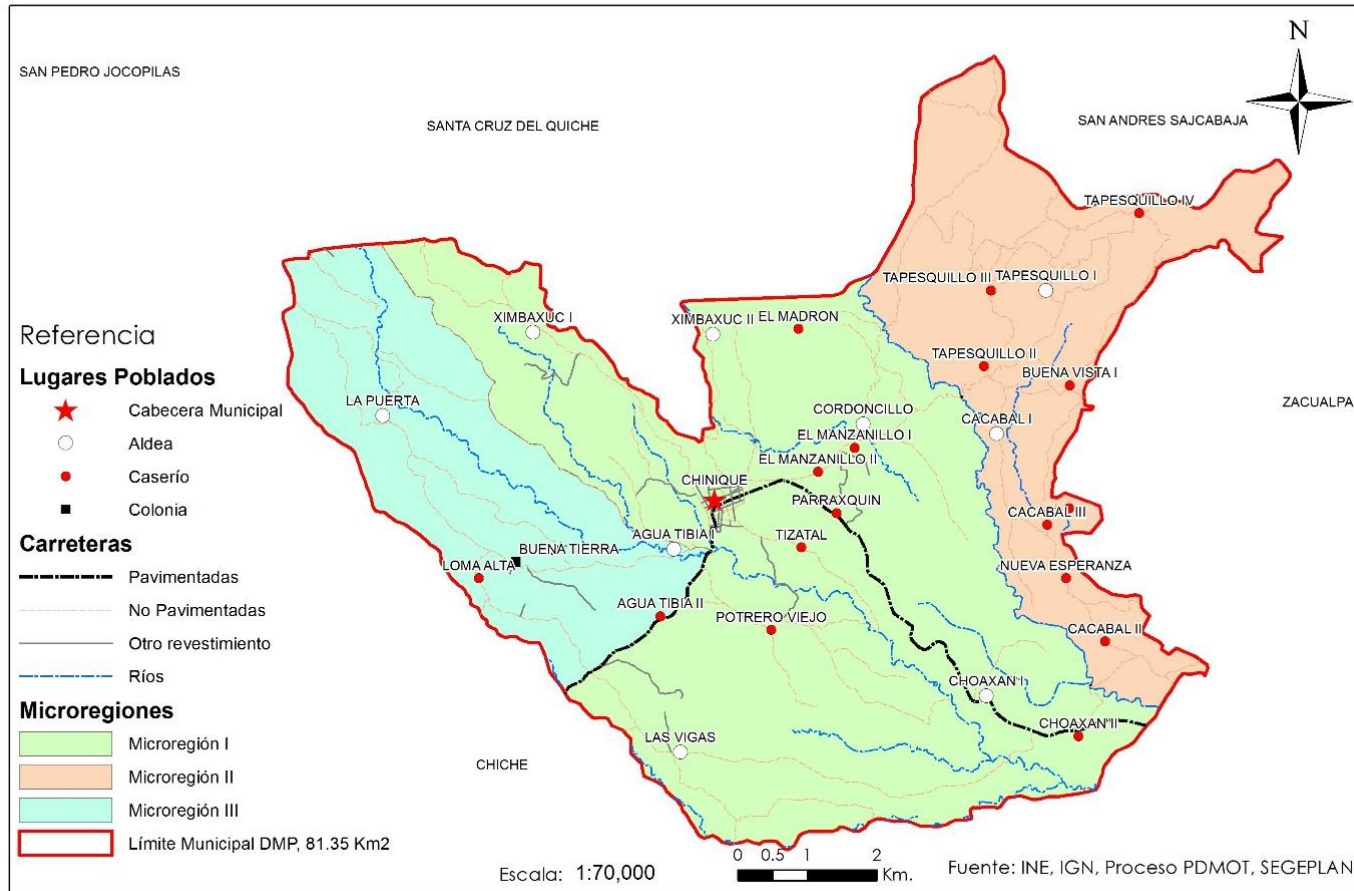 N
SAN PEDRO JOCOPILAS
SANTA CRUZ DEL QUICHE
SAN ANDRES SAJCABAJA
TAPESQUILLO IV
TAPESQUILLO III
TAPESQUILLO I
XIMBAXUC I
XIMBAXUC II
EL MADRON
TAPESQUILLO II
BUENA VISTA I
ZACUALPA
LA PUERTA
CORDONCILLO
CACABAL I
EL MANZANILLO I
EL MANZANILLO II
CHINIQUE
PARRAXQUIN
CACABAL III
AGUA TIBIA I
TIZATAL
BUENA TIERRA
LOMA ALTA
NUEVA ESPERANZA
AGUA TIBIA II
POTRERO VIEJO
CACABAL II
CHOAXAN I
CHOAXAN II
LAS VIGAS
CHICHE
Referencia
Lugares Poblados
Cabecera Municipal
Aldea
Caserío
Colonia
Carreteras
Pavimentadas
No Pavimentadas
Otro revestimiento
Ríos
Microregiones
Microregión I
Microregión II
Microregión III
Límite Municipal DMP, 81.35 Km2
Escala: 1:70,000
0 0.5 1 2
Km.
Fuente: INE, IGN, Proceso PDMOT, SEGEPLAN